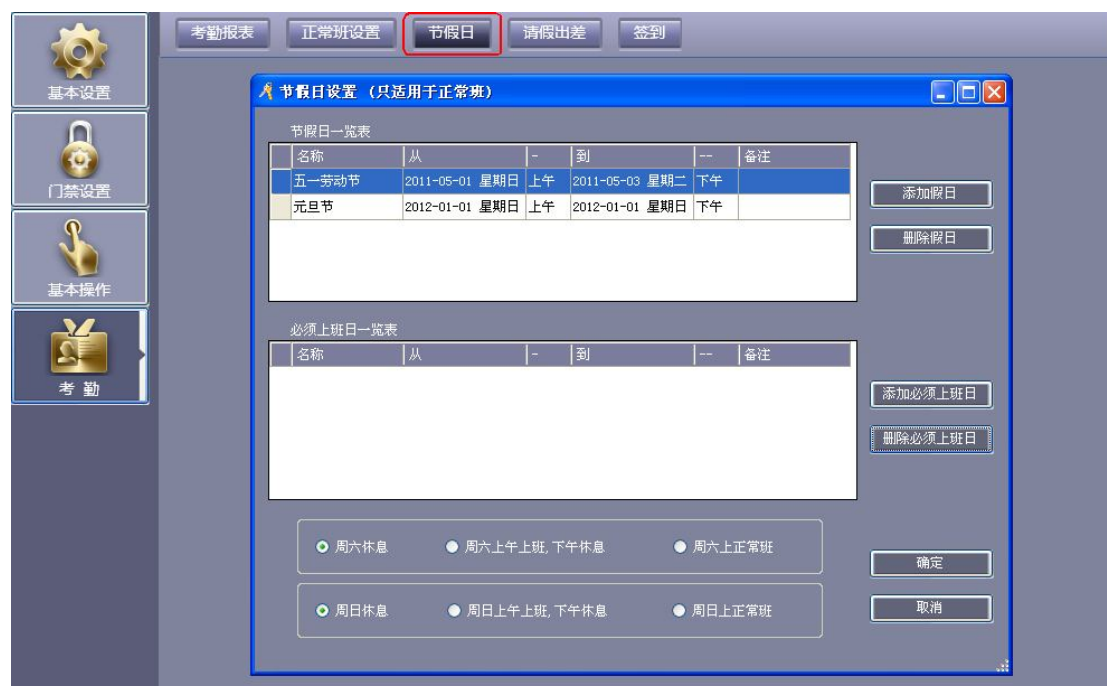 考勤报表 正常班设置 节假日 请假出差 签到
基本设置
门禁设置
基本操作
考 勤
节假日设置 (只适用于正常班)
节假日一览表
名称 从 - 到 -- 备注
五一劳动节 2011-05-01 星期日 上午 2011-05-03 星期二 下午
元旦节 2012-01-01 星期日 上午 2012-01-01 星期日 下午
添加假日
删除假日
必须上班日一览表
名称 从 - 到 -- 备注
添加必须上班日
删除必须上班日
周六休息 周六上午上班,下午休息 周六上正常班
周日休息 周日上午上班,下午休息 周日上正常班
确定
取消